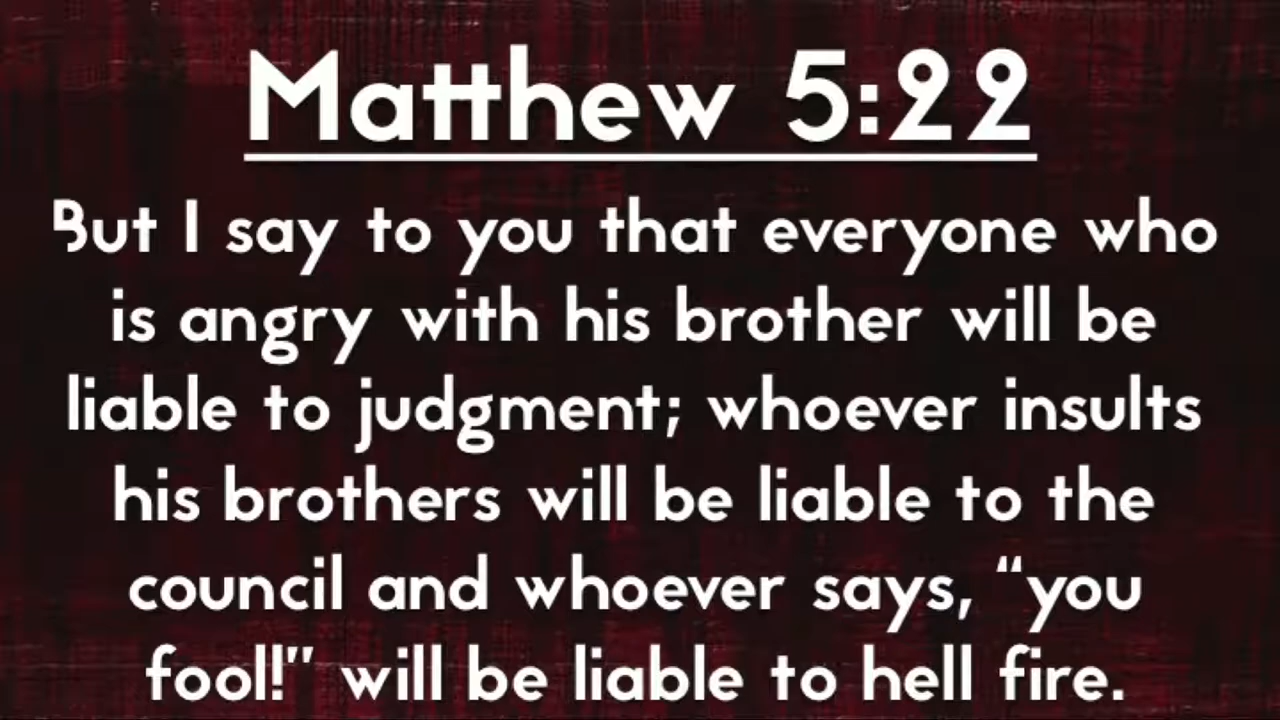 Matthew 5:22
But I say to you that everyone who
is angry with his brother will be
liable to judgment; whoever insults
his brothers will be liable to the
council and whoever says, “you
fool!” will be liable to hell fire.